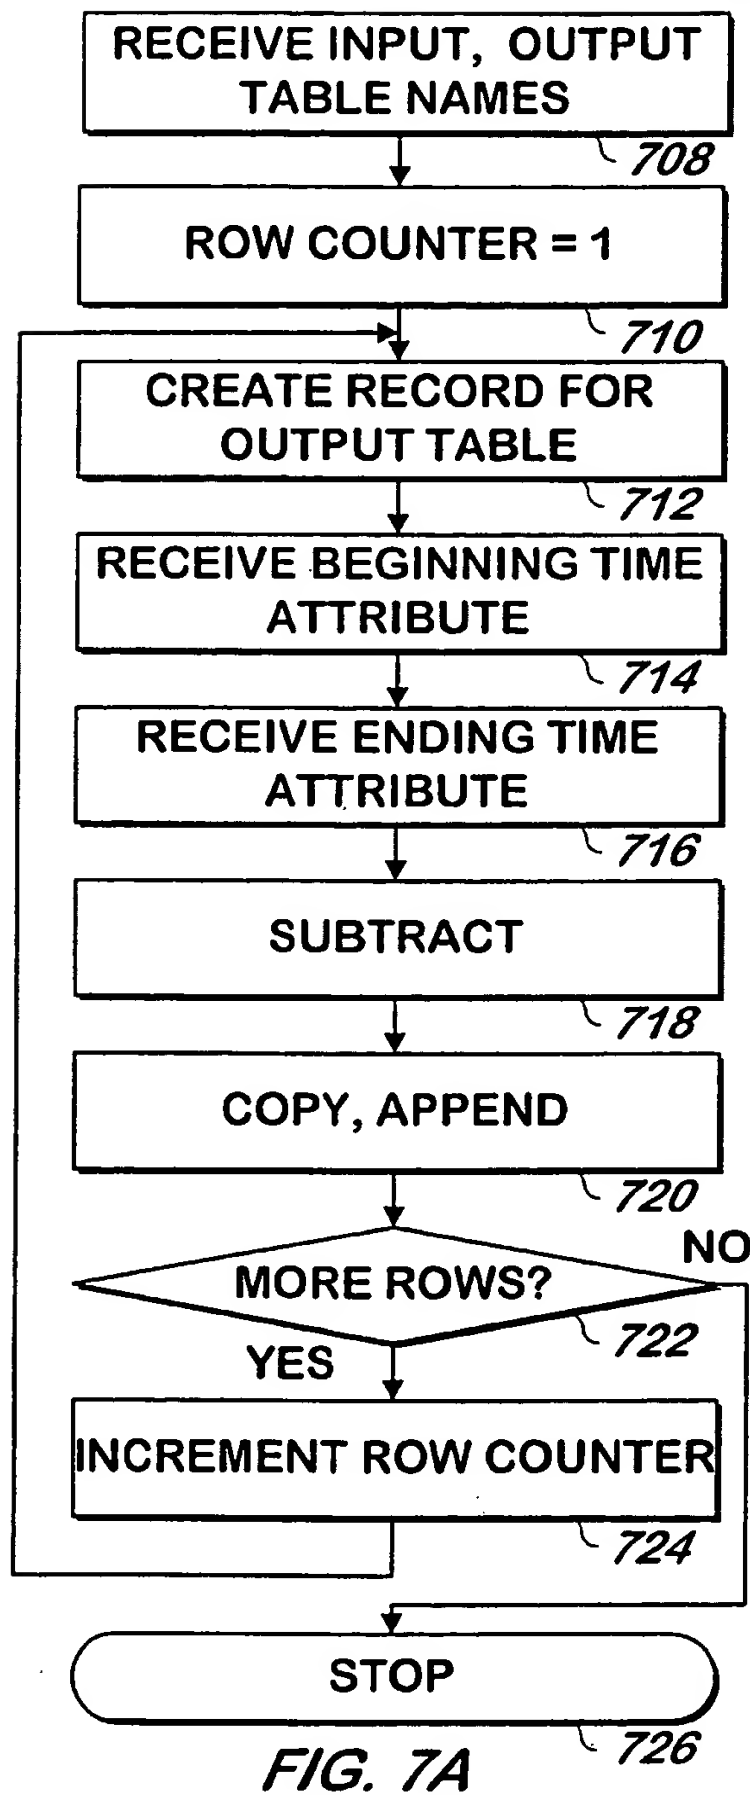 RECEIVE INPUT, OUTPUT
TABLE NAMES
708
ROW COUNTER = 1
710
CREATE RECORD FOR
OUTPUT TABLE
712
RECEIVE BEGINNING TIME
ATTRIBUTE
714
RECEIVE ENDING TIME
ATTRIBUTE
716
SUBTRACT
718
COPY, APPEND
720
NO
MORE ROWS?
722
YES
INCREMENT ROW COUNTER
724
STOP
726
FIG. 7A